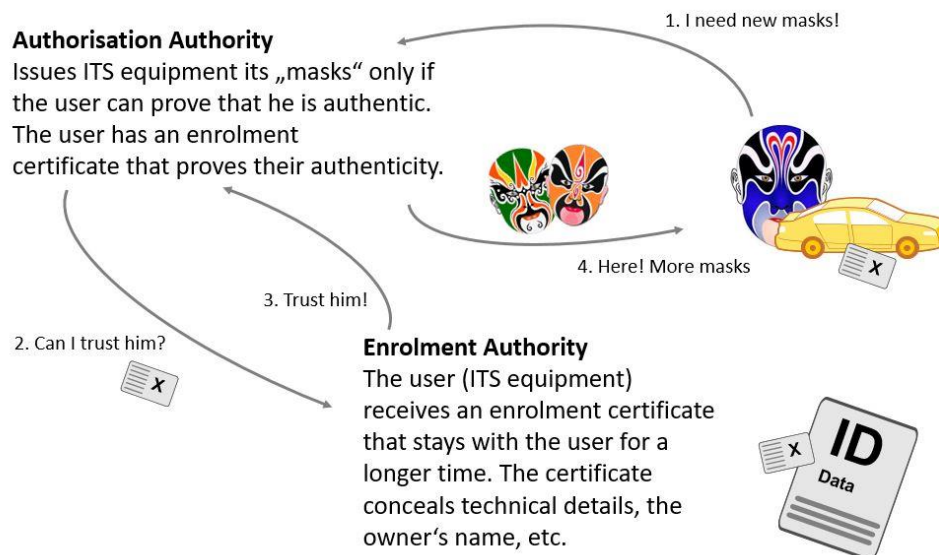 1. I need new masks!
Authorisation Authority
Issues ITS equipment its „masks“ only if
the user can prove that he is authentic.
The user has an enrolment
certificate that proves their authenticity.
4. Here! More masks
3. Trust him!
2. Can I trust him?
X
X
Enrolment Authority
The user (ITS equipment)
receives an enrolment certificate
that stays with the user for a
longer time. The certificate
conceals technical details, the
owner‘s name, etc.
X
ID
Data